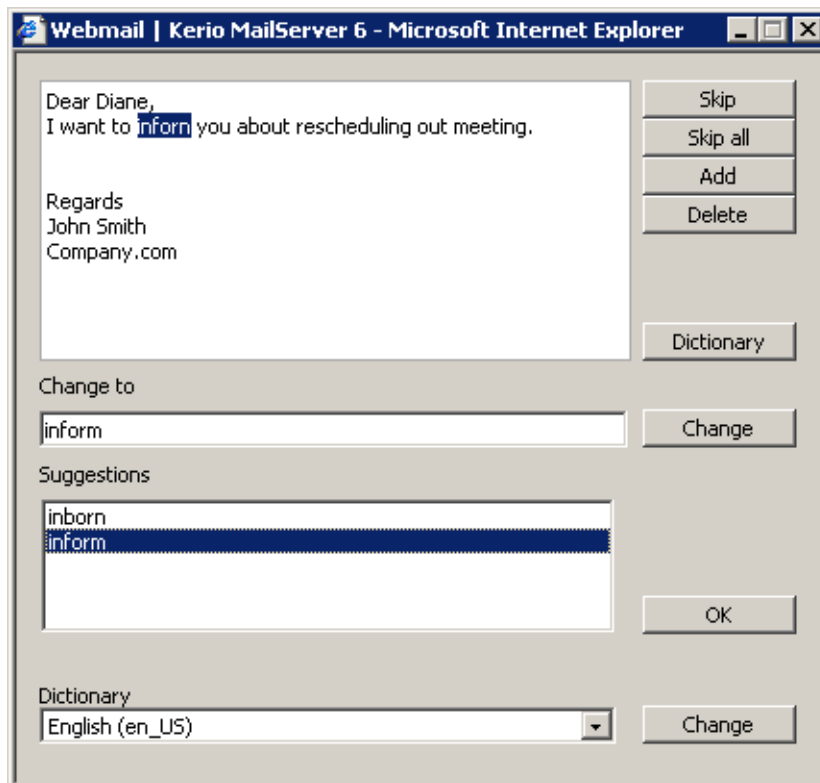 Webmail | Kerio MailServer 6 - Microsoft Internet Explorer
Dear Diane,
I want to inforn you about rescheduling out meeting.
Regards
John Smith
Company.com
Skip
Skip all
Add
Delete
Dictionary
Change to
inform
Change
Suggestions
inborn
inform
OK
Dictionary
English (en_US)
Change